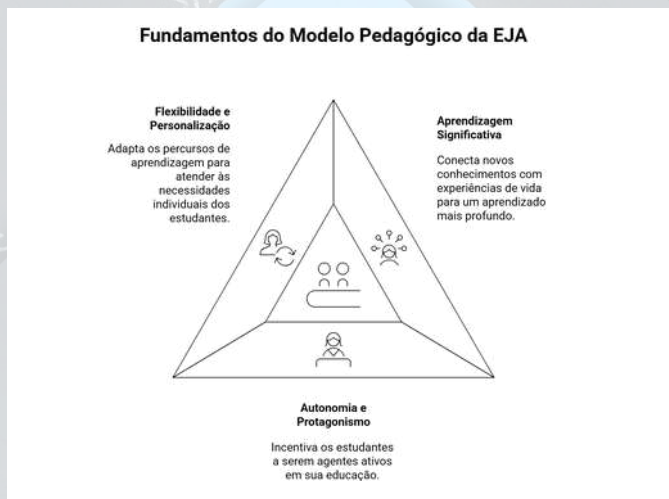 Fundamentos do Modelo Pedagógico da EJA
Flexibilidade e
Personalização
Adapta os percursos de
aprendizagem para
atender às
necessidades
individuais dos
estudantes.
Aprendizagem
Significativa
Conecta novos
conhecimentos com
experiências de vida
para um aprendizado
mais profundo.
Autonomia e
Protagonismo
Incentiva os estudantes
a serem agentes ativos
em sua educação.